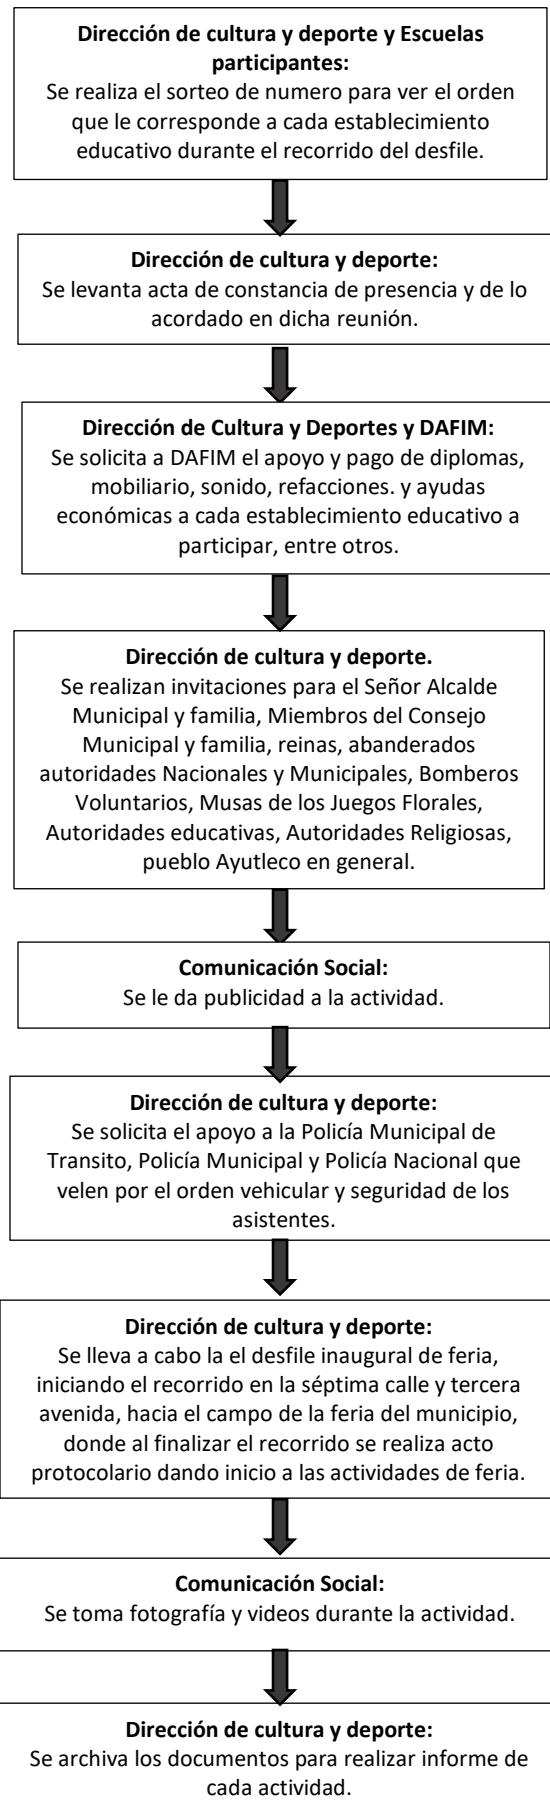 Dirección de cultura y deporte y Escuelas
participantes:
Se realiza el sorteo de numero para ver el orden
que le corresponde a cada establecimiento
educativo durante el recorrido del desfile.
Dirección de cultura y deporte:
Se levanta acta de constancia de presencia y de lo
acordado en dicha reunión.
Dirección de Cultura y Deportes y DAFIM:
Se solicita a DAFIM el apoyo y pago de diplomas,
mobiliario, sonido, refacciones. y ayudas
económicas a cada establecimiento educativo a
participar, entre otros.
Dirección de cultura y deporte.
Se realizan invitaciones para el Señor Alcalde
Municipal y familia, Miembros del Consejo
Municipal y familia, reinas, abanderados
autoridades Nacionales y Municipales, Bomberos
Voluntarios, Musas de los Juegos Florales,
Autoridades educativas, Autoridades Religiosas,
pueblo Ayutleco en general.
Comunicación Social:
Se le da publicidad a la actividad.
Dirección de cultura y deporte:
Se solicita el apoyo a la Policía Municipal de
Transito, Policía Municipal y Policía Nacional que
velen por el orden vehicular y seguridad de los
asistentes.
Dirección de cultura y deporte:
Se lleva a cabo la el desfile inaugural de feria,
iniciando el recorrido en la séptima calle y tercera
avenida, hacia el campo de la feria del municipio,
donde al finalizar el recorrido se realiza acto
protocolario dando inicio a las actividades de feria.
Comunicación Social:
Se toma fotografía y videos durante la actividad.
Dirección de cultura y deporte:
Se archiva los documentos para realizar informe de
cada actividad.